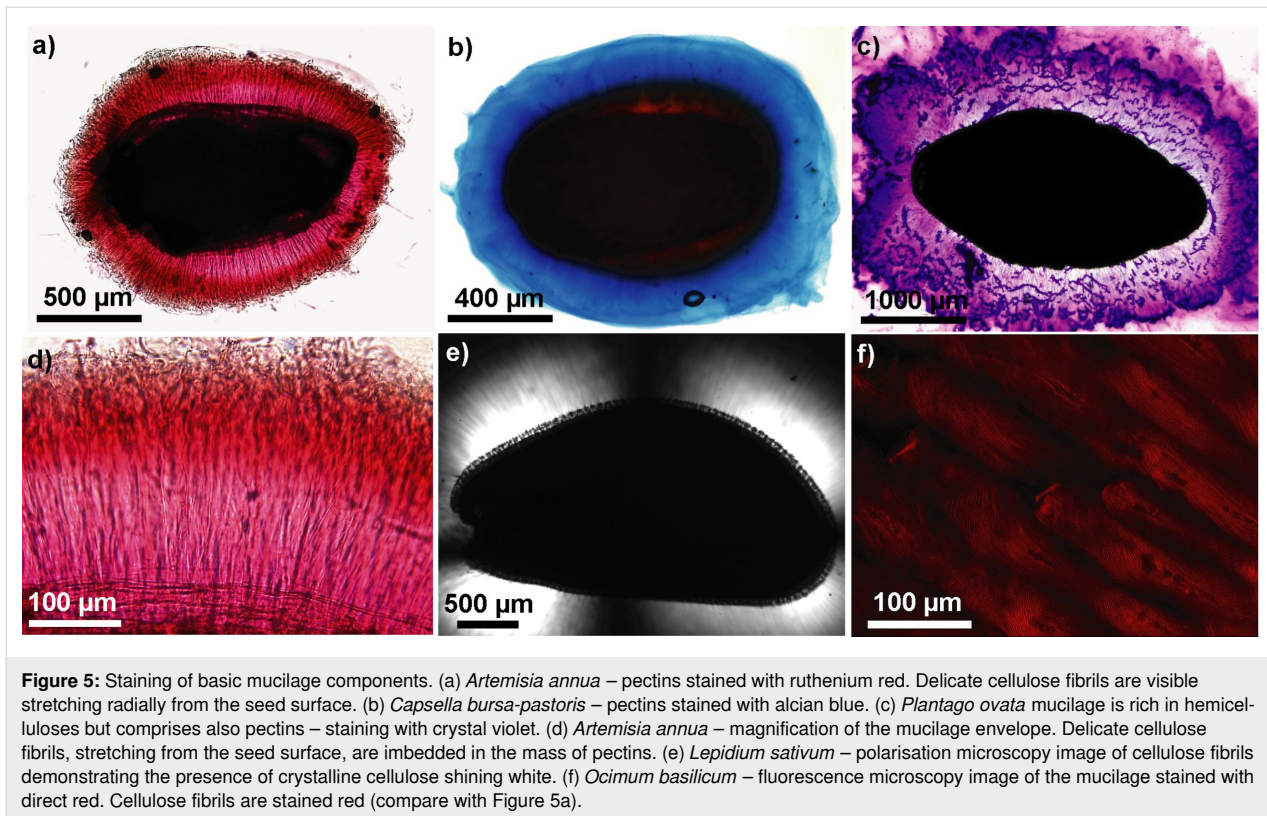 a)
b)
c)
500 µm
400 µm
1000 µm
d)
e)
f)
100 µm
500 µm
100 µm
Figure 5: Staining of basic mucilage components. (a) Artemisia annua – pectins stained with ruthenium red. Delicate cellulose fibrils are visible
stretching radially from the seed surface. (b) Capsella bursa-pastoris – pectins stained with alcian blue. (c) Plantago ovata mucilage is rich in hemicel-
luloses but comprises also pectins – staining with crystal violet. (d) Artemisia annua – magnification of the mucilage envelope. Delicate cellulose
fibrils, stretching from the seed surface, are imbedded in the mass of pectins. (e) Lepidium sativum – polarisation microscopy image of cellulose fibrils
demonstrating the presence of crystalline cellulose shining white. (f) Ocimum basilicum – fluorescence microscopy image of the mucilage stained with
direct red. Cellulose fibrils are stained red (compare with Figure 5a).